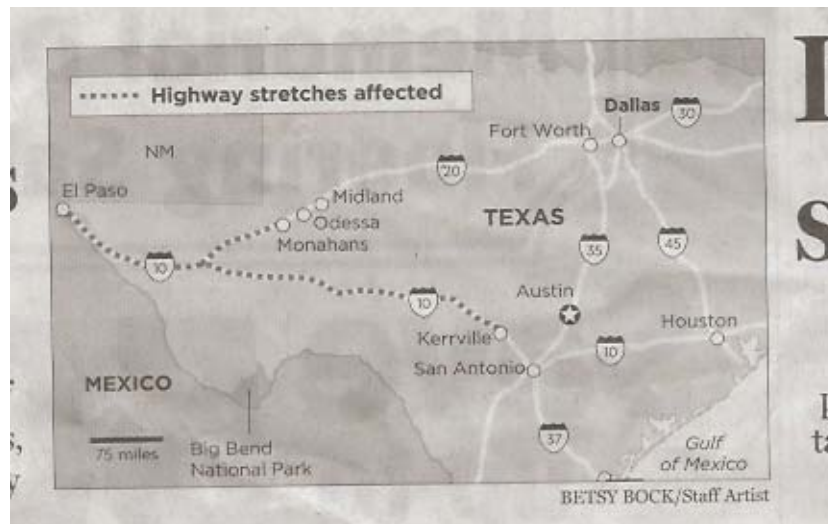 Highway stretches affected
NM
El Paso
Fort Worth
Dallas
30
20
Midland
Odessa
Monahans
TEXAS
10
35
45
10
Austin
Kerrville
Houston
San Antonio
10
MEXICO
37
75 miles
Big Bend
National Park
Gulf
of Mexico
BETSY BOCK/Staff Artist